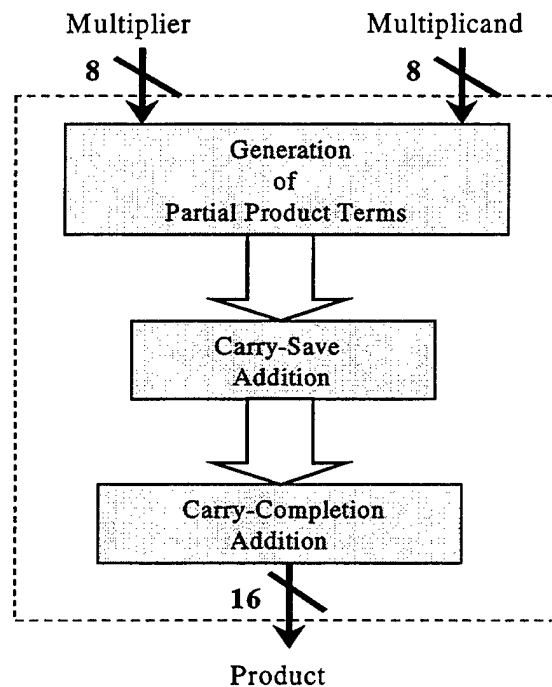 Multiplier Multiplicand
8 8
Generation
of
Partial Product Terms
Carry-Save
Addition
Carry-Completion
Addition
16
Product